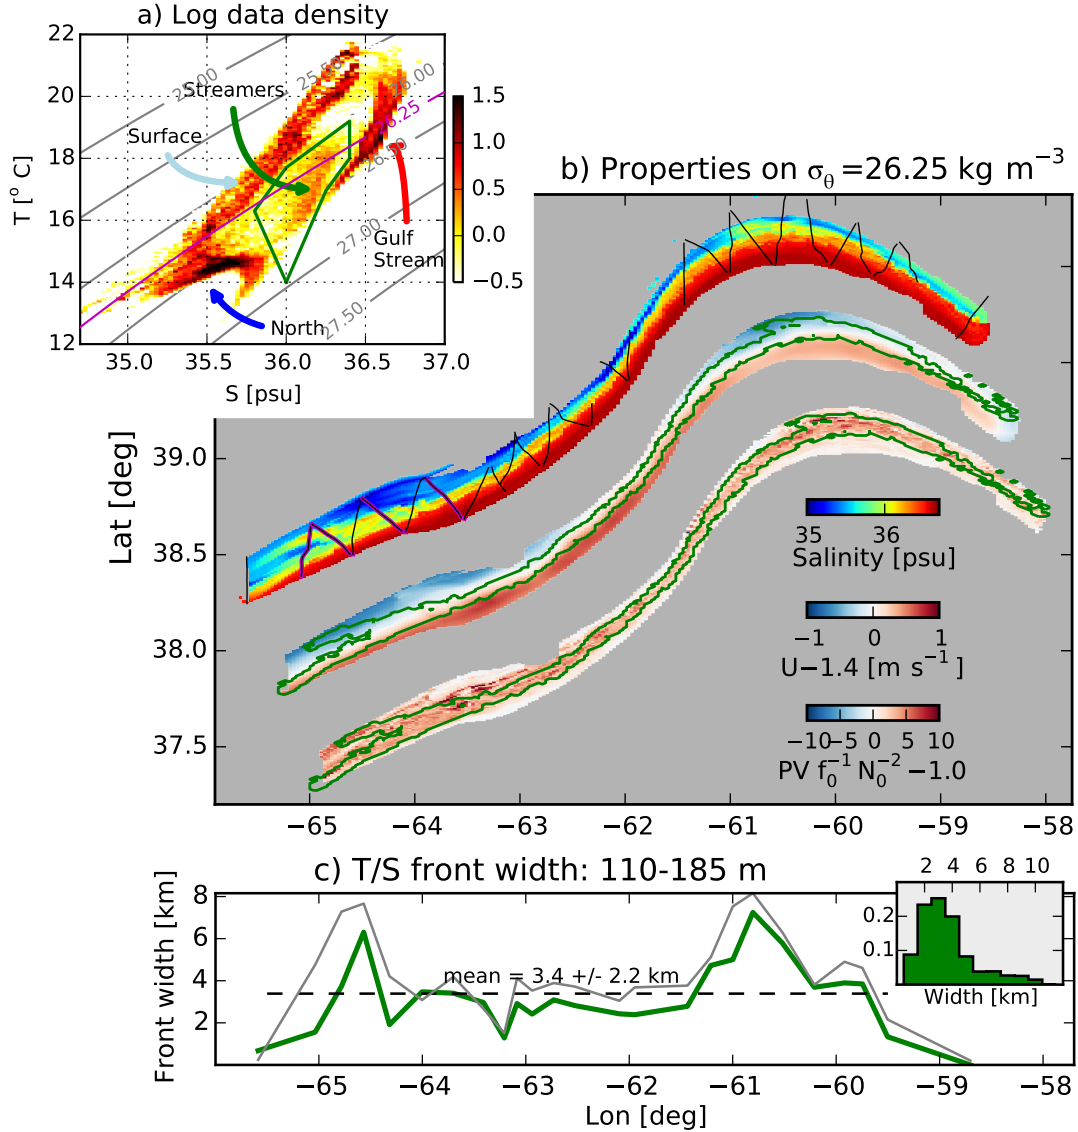 a) Log data density
22
20
18
16
14
12
T [° C]
35.0 35.5 36.0 36.5 37.0
S [psu]
25.00
25.50
26.00
26.25
26.50
27.00
27.50
Streamers
Surface
Gulf
Stream
North
1.5
1.0
0.5
0.0
−0.5
b) Properties on σθ =26.25 kg m⁻³
39.0
38.5
38.0
37.5
Lat [deg]
35 36
Salinity [psu]
−1 0 1
U−1.4 [m s⁻¹]
−10 −5 0 5 10
PV f₀⁻¹ N₀⁻² −1.0
−65 −64 −63 −62 −61 −60 −59 −58
c) T/S front width: 110-185 m
8
6
4
2
Front width [km]
mean = 3.4 +/- 2.2 km
2 4 6 8 10
0.2
0.1
Width [km]
−65 −64 −63 −62 −61 −60 −59 −58
Lon [deg]